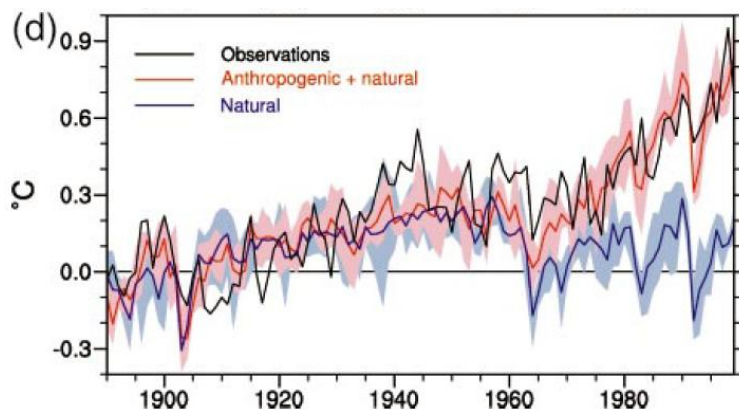 (d)
0.9
Observations
Anthropogenic + natural
Natural
0.6
°C
0.3
0.0
-0.3
1900 1920 1940 1960 1980